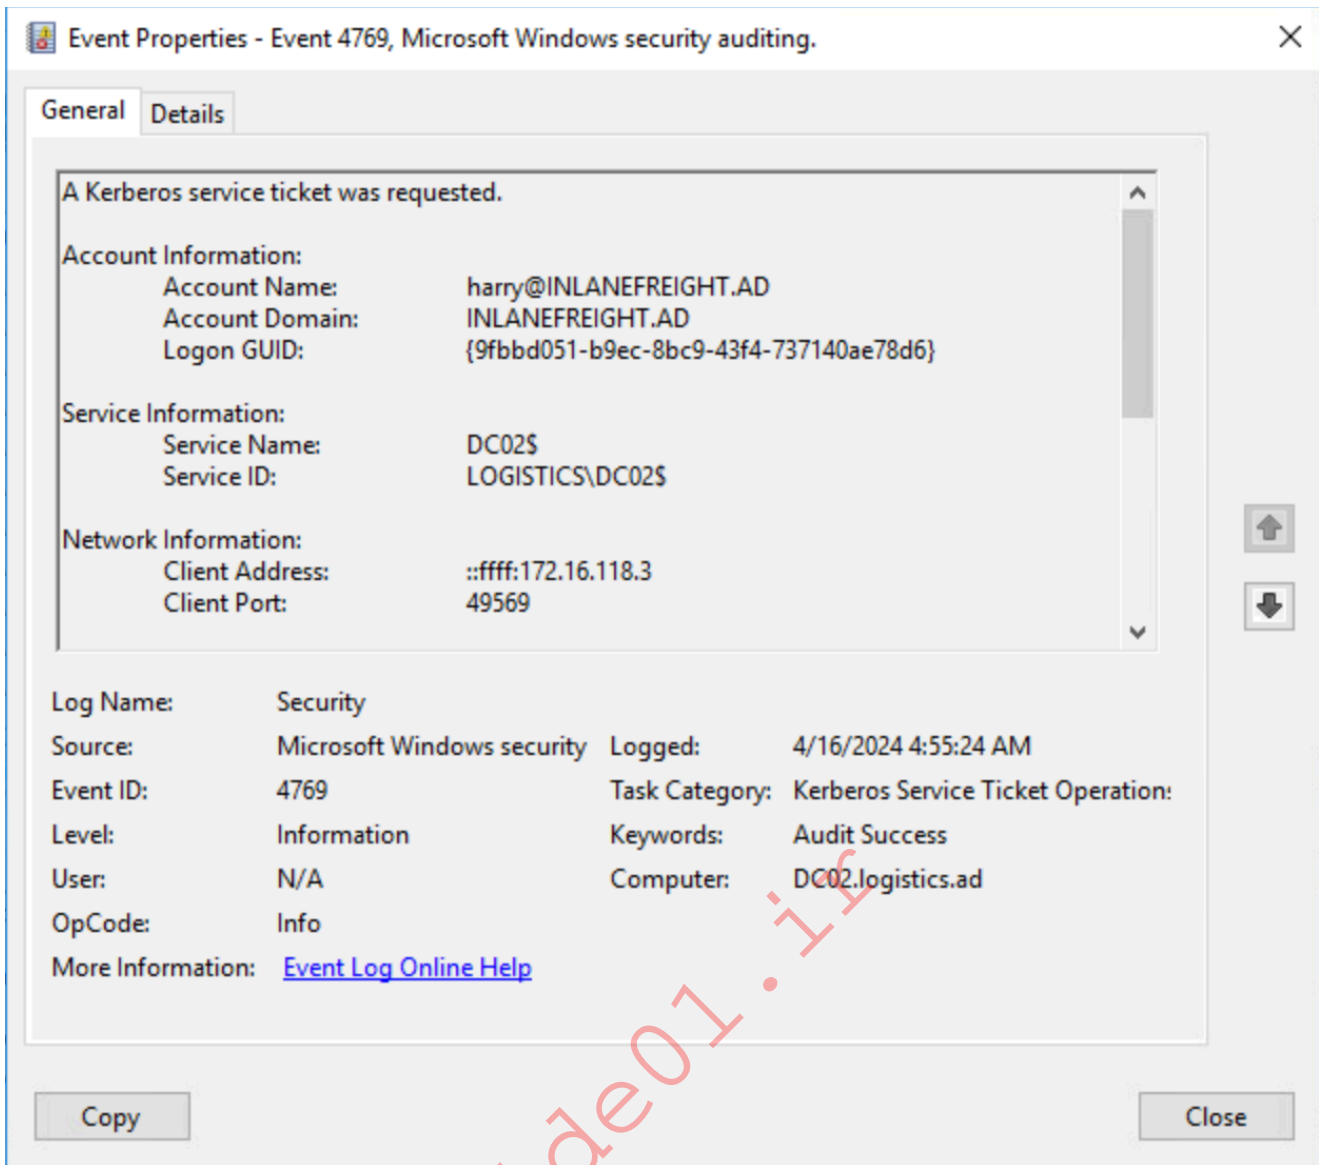 Event Properties - Event 4769, Microsoft Windows security auditing.
General Details
A Kerberos service ticket was requested.
Account Information:
Account Name: harry@INLANEFREIGHT.AD
Account Domain: INLANEFREIGHT.AD
Logon GUID: {9fbbd051-b9ec-8bc9-43f4-737140ae78d6}
Service Information:
Service Name: DC02$
Service ID: LOGISTICS\DC02$
Network Information:
Client Address: ::ffff:172.16.118.3
Client Port: 49569
Log Name: Security
Source: Microsoft Windows security Logged: 4/16/2024 4:55:24 AM
Event ID: 4769 Task Category: Kerberos Service Ticket Operations
Level: Information Keywords: Audit Success
User: N/A Computer: DC02.logistics.ad
OpCode: Info
More Information: Event Log Online Help
Copy Close